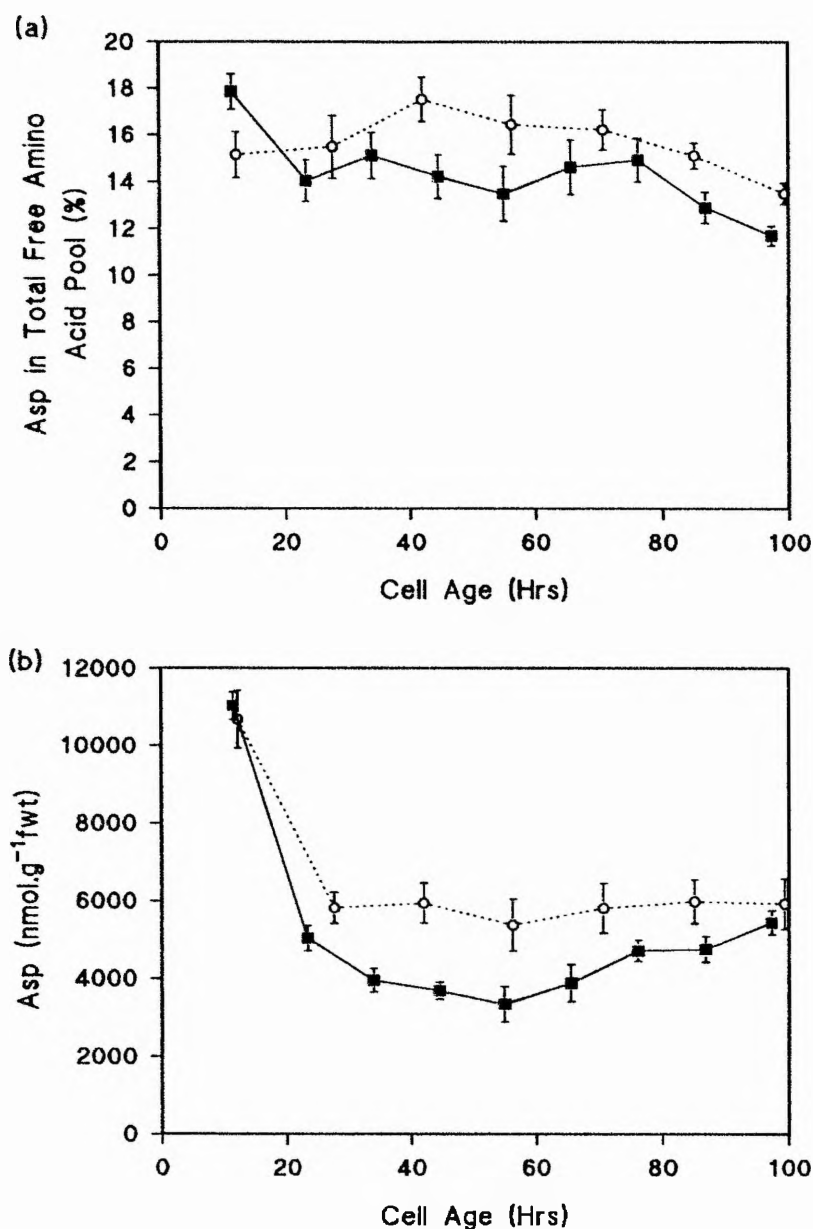 (a)
Asp in Total Free Amino
Acid Pool (%)
20
18
16
14
12
10
8
6
4
2
0
0 20 40 60 80 100
Cell Age (Hrs)
(b)
Asp (nmol.g⁻¹fwt)
12000
10000
8000
6000
4000
2000
0
0 20 40 60 80 100
Cell Age (Hrs)